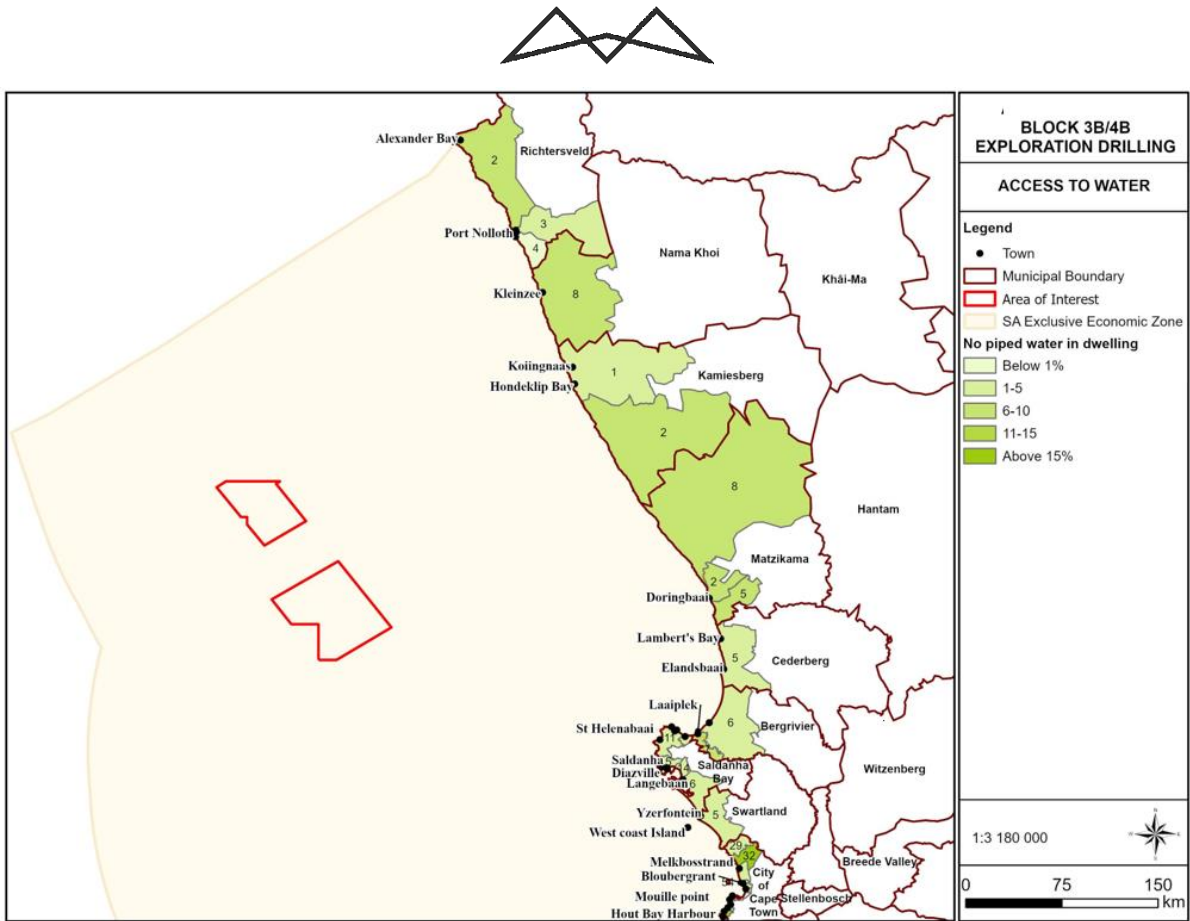 Alexander Bay
2
Richtersveld
3
Port Nolloth
4
Nama Khoi
Khâi-Ma
Kleinzee
8
Koiingnaas
1
Kamiesberg
Hondeklip Bay
2
8
Hantam
Matzikama
2
5
Doringbaai
Lambert's Bay
5
Cederberg
Elandsbaai
Laaiplek
6
Bergrivier
St Helenabaai
11
Saldanha
5
14
Saldanha
Bay
Witzenberg
Diazville
Langebaan
6
Yzerfontein
5
Swartland
West coast Island
29
32
Melkbosstrand
Breede Valley
Bloubergrant
City
of
Cape
Town
Stellenbosch
Mouille point
Hout Bay Harbour
BLOCK 3B/4B
EXPLORATION DRILLING
ACCESS TO WATER
Legend
Town
Municipal Boundary
Area of Interest
SA Exclusive Economic Zone
No piped water in dwelling
Below 1%
1-5
6-10
11-15
Above 15%
1:3 180 000
0 75 150
km